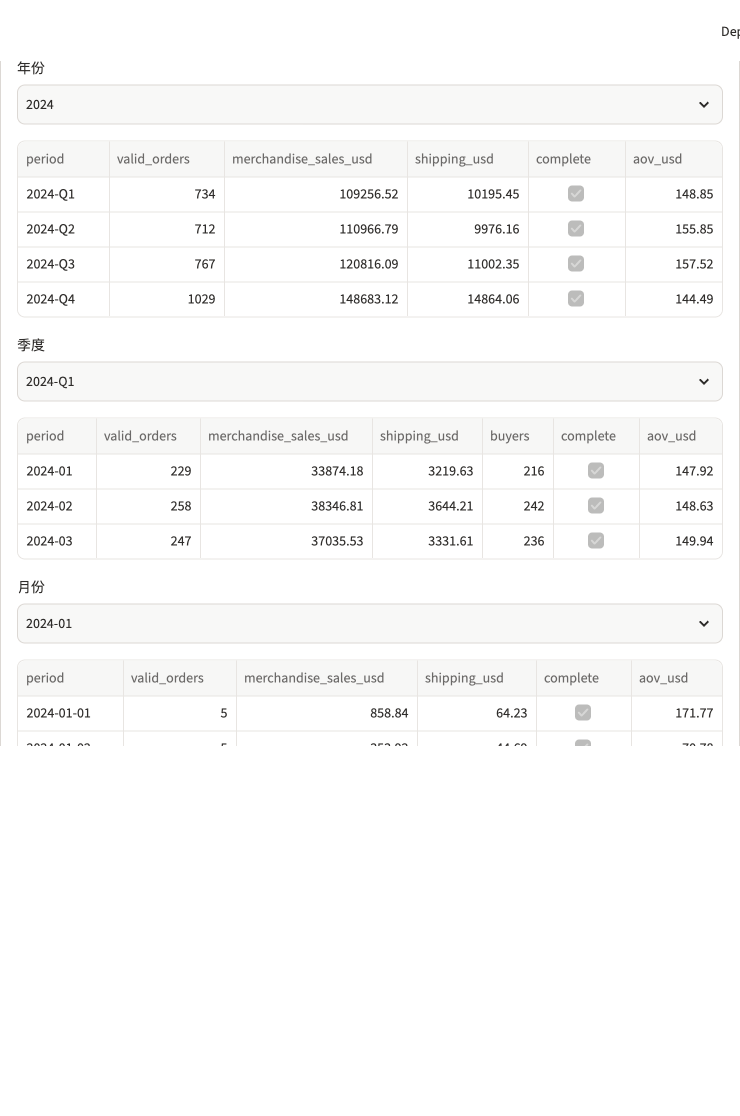 Dep
年份
2024
period valid_orders merchandise_sales_usd shipping_usd complete aov_usd
2024-Q1 734 109256.52 10195.45 148.85
2024-Q2 712 110966.79 9976.16 155.85
2024-Q3 767 120816.09 11002.35 157.52
2024-Q4 1029 148683.12 14864.06 144.49
季度
2024-Q1
period valid_orders merchandise_sales_usd shipping_usd buyers complete aov_usd
2024-01 229 33874.18 3219.63 216 147.92
2024-02 258 38346.81 3644.21 242 148.63
2024-03 247 37035.53 3331.61 236 149.94
月份
2024-01
period valid_orders merchandise_sales_usd shipping_usd complete aov_usd
2024-01-01 5 858.84 64.23 171.77